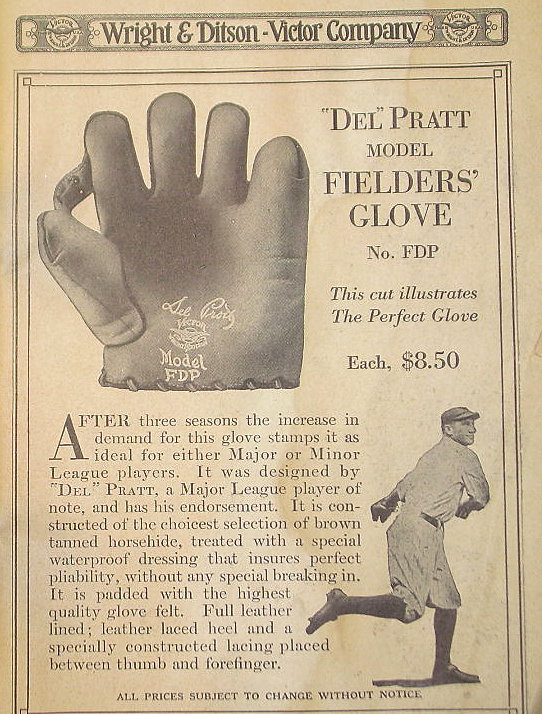 VICTOR
Wright & Ditson-Victor Company
VICTOR
"DEL" PRATT
MODEL
FIELDERS'
GLOVE
No. FDP
This cut illustrates
The Perfect Glove
Each, $8.50
Del Pratt
VICTOR
Model
FDP
AFTER three seasons the increase in
demand for this glove stamps it as
ideal for either Major or Minor
League players. It was designed by
"DEL" PRATT, a Major League player of
note, and has his endorsement. It is con-
structed of the choicest selection of brown
tanned horsehide, treated with a special
waterproof dressing that insures perfect
pliability, without any special breaking in.
It is padded with the highest
quality glove felt. Full leather
lined; leather laced heel and a
specially constructed lacing placed
between thumb and forefinger.
ALL PRICES SUBJECT TO CHANGE WITHOUT NOTICE